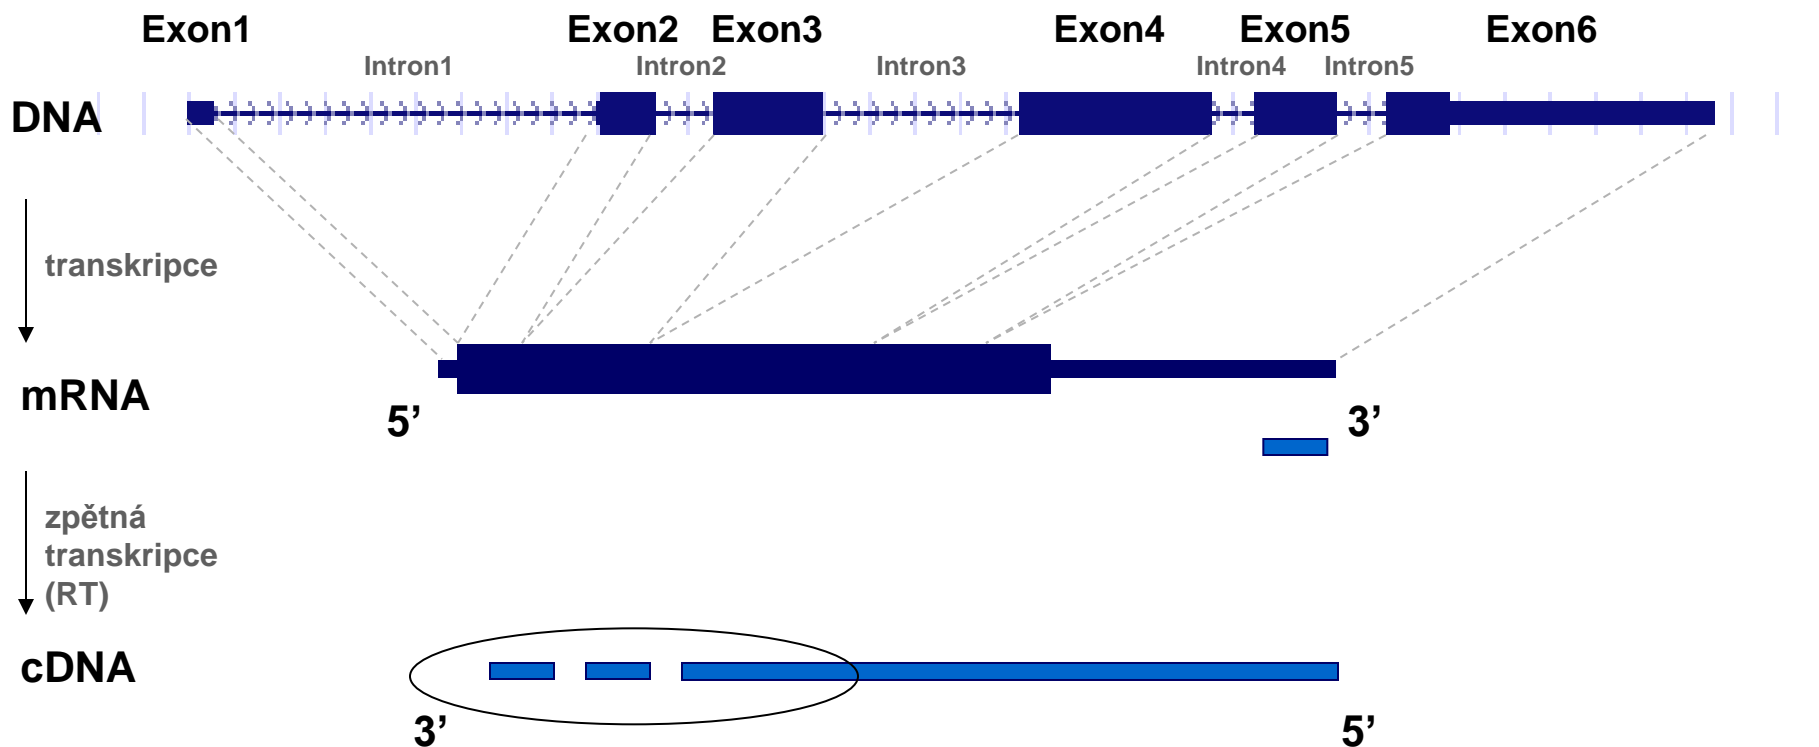 Exon1 Exon2 Exon3 Exon4 Exon5 Exon6
Intron1 Intron2 Intron3 Intron4 Intron5
DNA
transkripce
mRNA
5’ 3’
zpětná
transkripce
(RT)
cDNA
3’ 5’